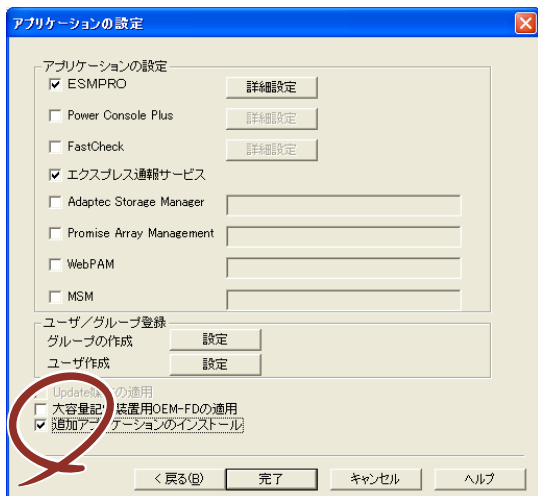 アプリケーションの設定
アプリケーションの設定
ESMPRO 詳細設定
Power Console Plus 詳細設定
FastCheck 詳細設定
エクスプレス通報サービス
Adaptec Storage Manager
Promise Array Management
WebPAM
MSM
ユーザ/グループ登録
グループの作成 設定
ユーザ作成 設定
Update の適用
大容量記 装置用OEM-FDの適用
追加アプリケーションのインストール
< 戻る(B) 完了 キャンセル ヘルプ